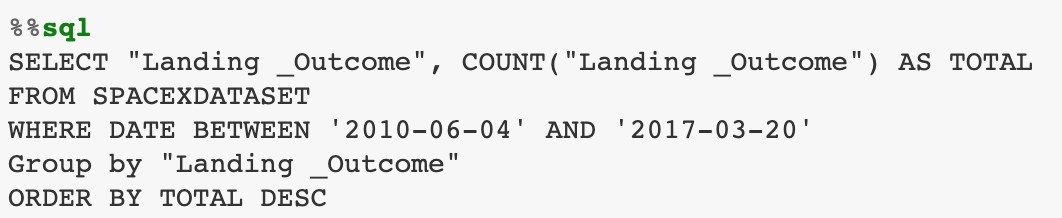 %%sql
SELECT "Landing _Outcome", COUNT("Landing _Outcome") AS TOTAL
FROM SPACEXDATASET
WHERE DATE BETWEEN '2010-06-04' AND '2017-03-20'
Group by "Landing _Outcome"
ORDER BY TOTAL DESC